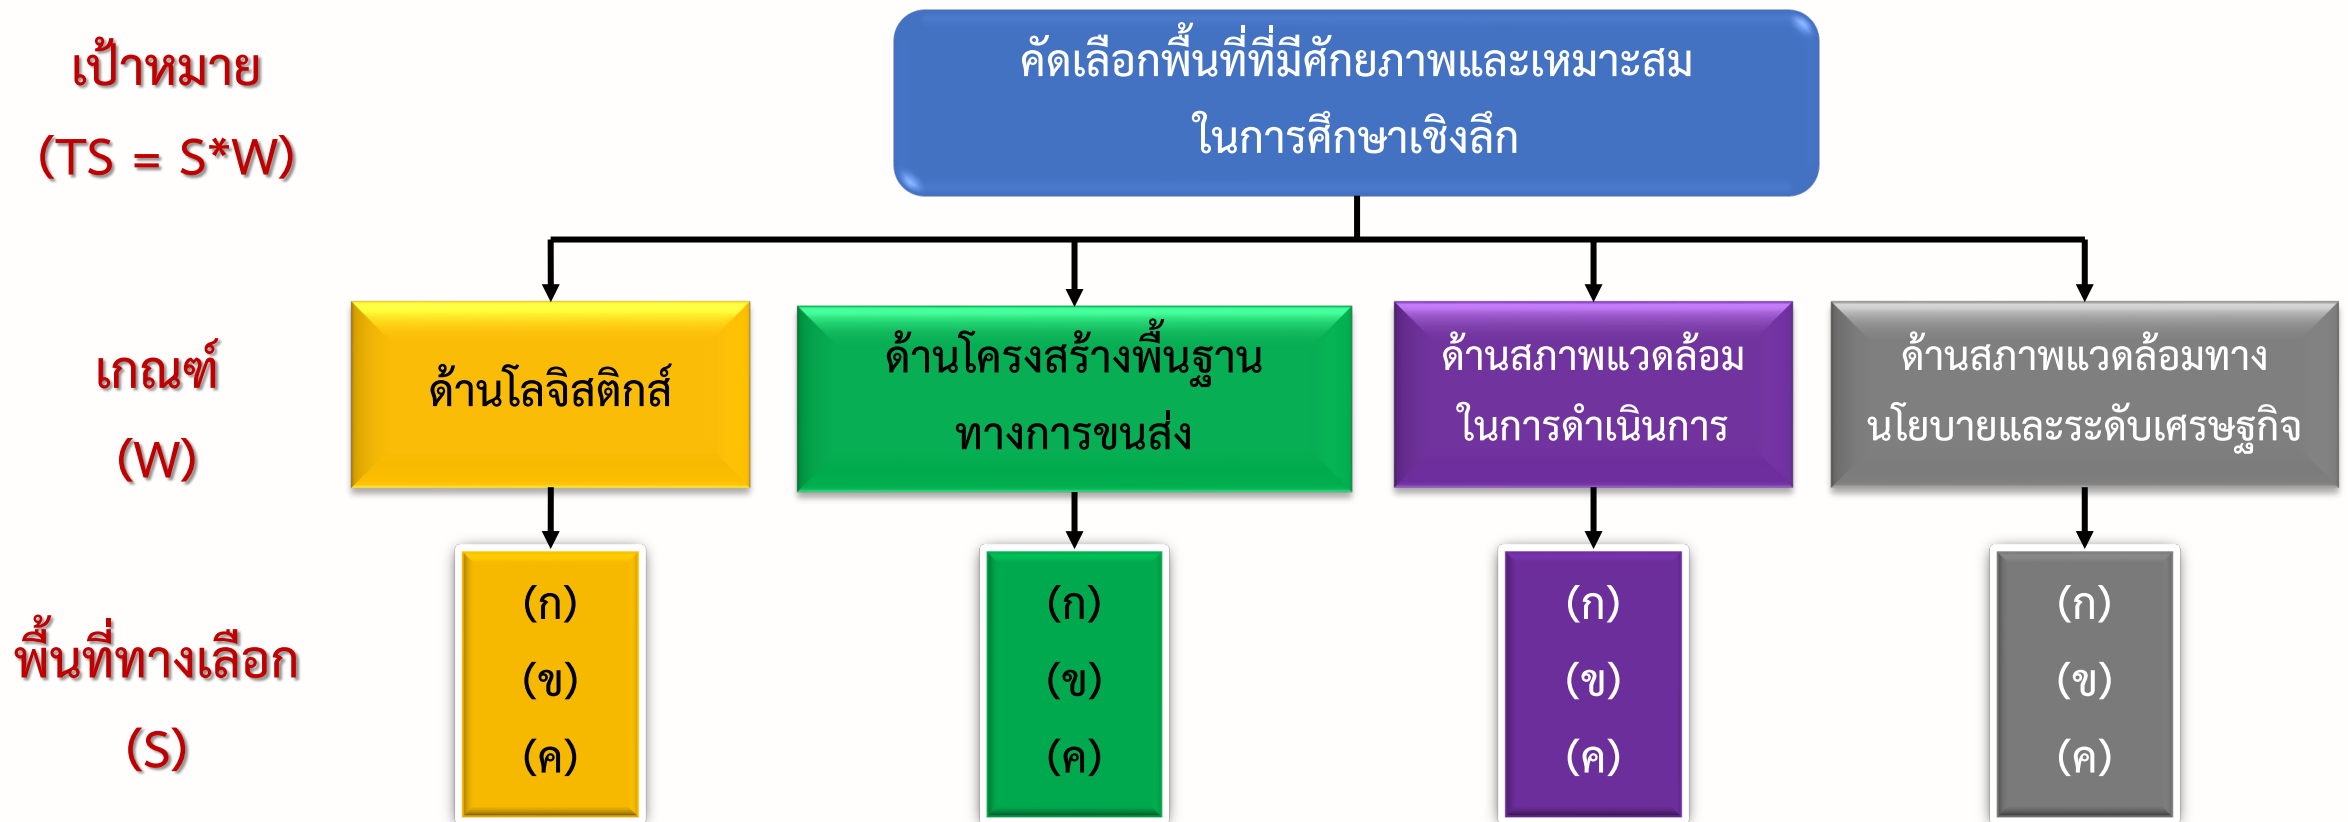 เป้าหมาย
(TS = S*W)
คัดเลือกพื้นที่ที่มีศักยภาพและเหมาะสม
ในการศึกษาเชิงลึก
เกณฑ์
(W)
ด้านโลจิสติกส์
ด้านโครงสร้างพื้นฐาน
ทางการขนส่ง
ด้านสภาพแวดล้อม
ในการดำเนินการ
ด้านสภาพแวดล้อมทาง
นโยบายและระดับเศรษฐกิจ
พื้นที่ทางเลือก
(S)
(ก)
(ข)
(ค)
(ก)
(ข)
(ค)
(ก)
(ข)
(ค)
(ก)
(ข)
(ค)